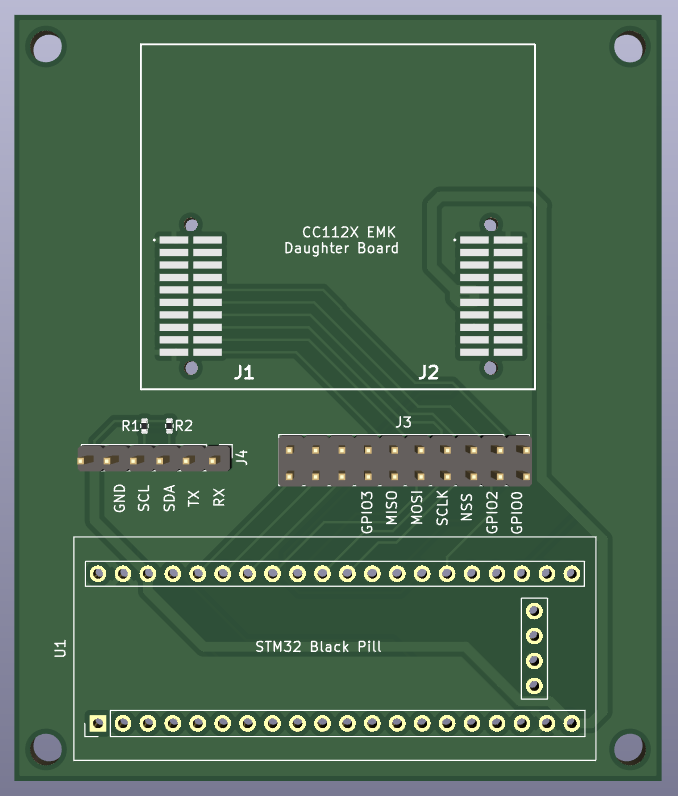 CC112X EMK
Daughter Board
J1
J2
R1
R2
J3
J4
GND
SCL
SDA
TX
RX
GPIO3
MISO
MOSI
SCLK
NSS
GPIO2
GPIO0
U1
STM32 Black Pill